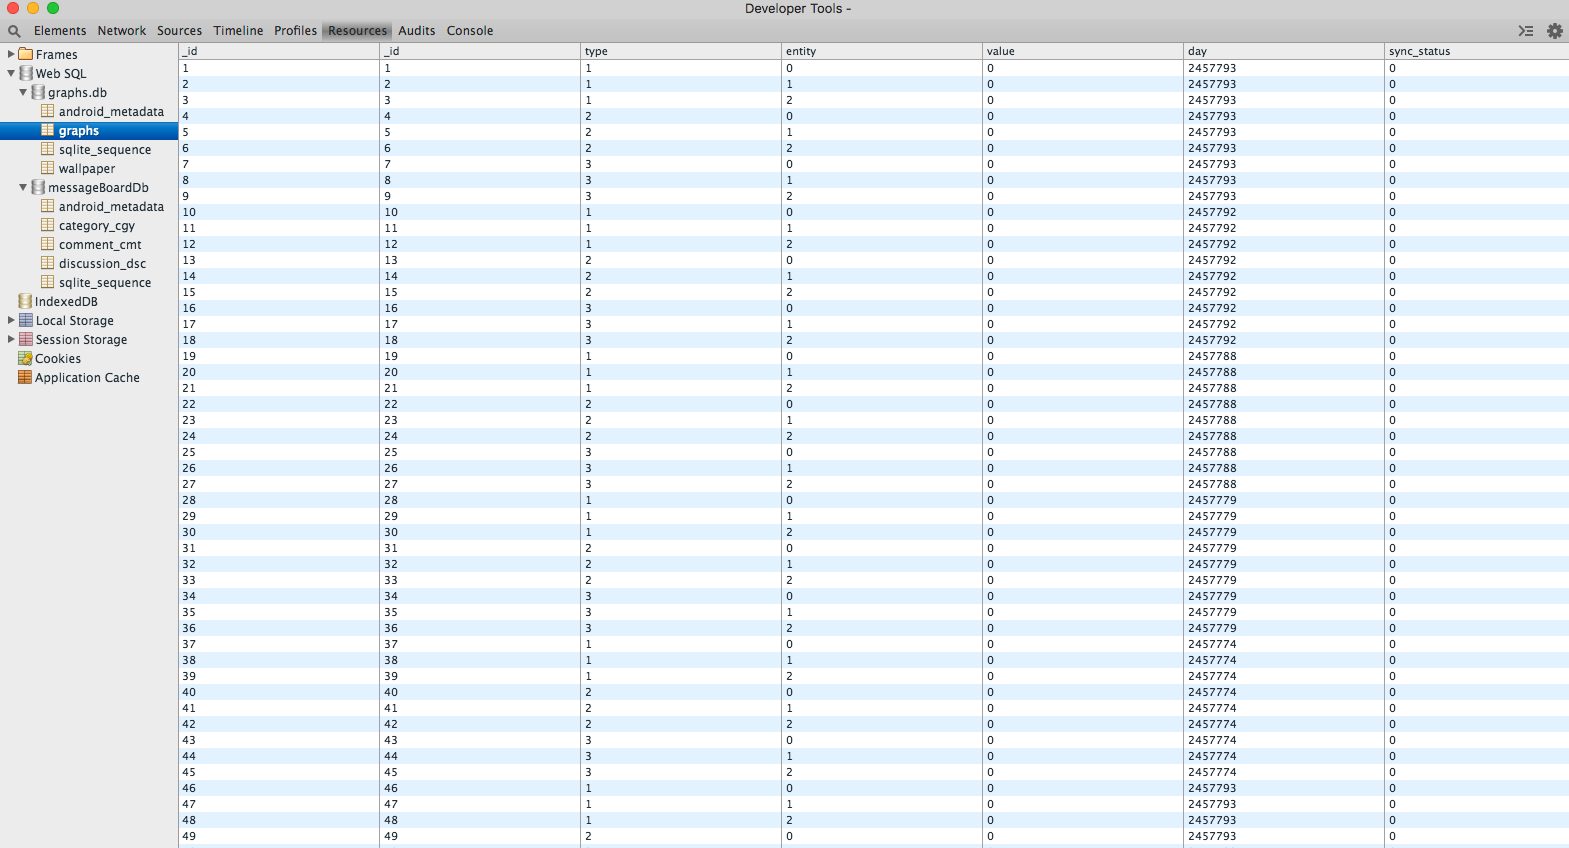 Developer Tools -
Elements Network Sources Timeline Profiles Resources Audits Console
Frames
Web SQL
graphs.db
android_metadata
graphs
sqlite_sequence
wallpaper
messageBoardDb
android_metadata
category_cgy
comment_cmt
discussion_dsc
sqlite_sequence
IndexedDB
Local Storage
Session Storage
Cookies
Application Cache
_id _id type entity value day sync_status
1 1 1 0 0 2457793 0
2 2 1 1 0 2457793 0
3 3 1 2 0 2457793 0
4 4 2 0 0 2457793 0
5 5 2 1 0 2457793 0
6 6 2 2 0 2457793 0
7 7 3 0 0 2457793 0
8 8 3 1 0 2457793 0
9 9 3 2 0 2457793 0
10 10 1 0 0 2457792 0
11 11 1 1 0 2457792 0
12 12 1 2 0 2457792 0
13 13 2 0 0 2457792 0
14 14 2 1 0 2457792 0
15 15 2 2 0 2457792 0
16 16 3 0 0 2457792 0
17 17 3 1 0 2457792 0
18 18 3 2 0 2457792 0
19 19 1 0 0 2457788 0
20 20 1 1 0 2457788 0
21 21 1 2 0 2457788 0
22 22 2 0 0 2457788 0
23 23 2 1 0 2457788 0
24 24 2 2 0 2457788 0
25 25 3 0 0 2457788 0
26 26 3 1 0 2457788 0
27 27 3 2 0 2457788 0
28 28 1 0 0 2457779 0
29 29 1 1 0 2457779 0
30 30 1 2 0 2457779 0
31 31 2 0 0 2457779 0
32 32 2 1 0 2457779 0
33 33 2 2 0 2457779 0
34 34 3 0 0 2457779 0
35 35 3 1 0 2457779 0
36 36 3 2 0 2457779 0
37 37 1 0 0 2457774 0
38 38 1 1 0 2457774 0
39 39 1 2 0 2457774 0
40 40 2 0 0 2457774 0
41 41 2 1 0 2457774 0
42 42 2 2 0 2457774 0
43 43 3 0 0 2457774 0
44 44 3 1 0 2457774 0
45 45 3 2 0 2457774 0
46 46 1 0 0 2457793 0
47 47 1 1 0 2457793 0
48 48 1 2 0 2457793 0
49 49 2 0 0 2457793 0